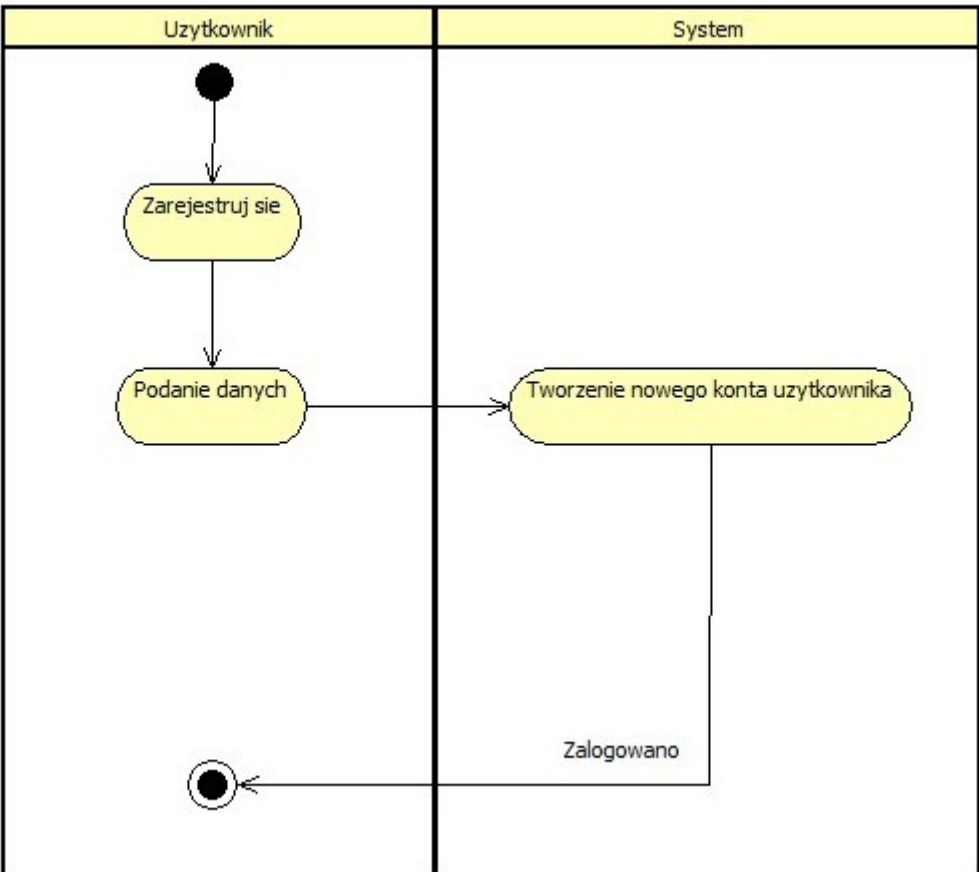 Uzytkownik
System
Zarejestruj sie
Podanie danych
Tworzenie nowego konta uzytkownika
Zalogowano